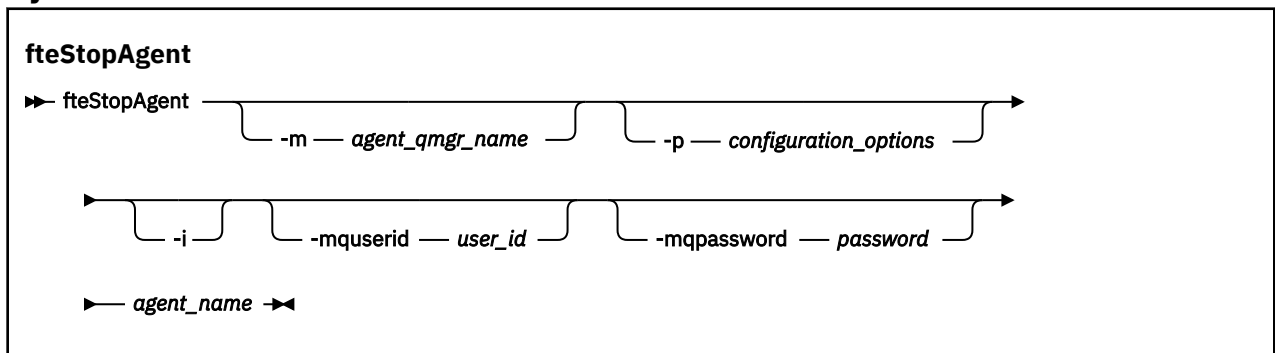 fteStopAgent
fteStopAgent
-m agent_qmgr_name -p configuration_options
-i -mquserid user_id -mqpassword password
agent_name